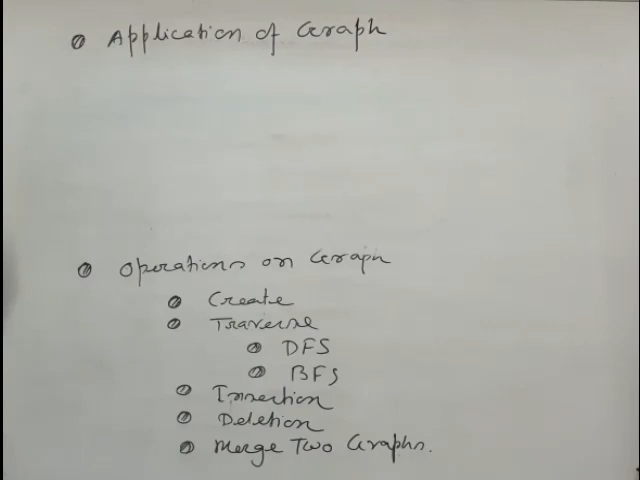 Application of Graph
Operations on Graph
Create
Traverse
DFS
BFS
Insertion
Deletion
Merge Two Graphs.